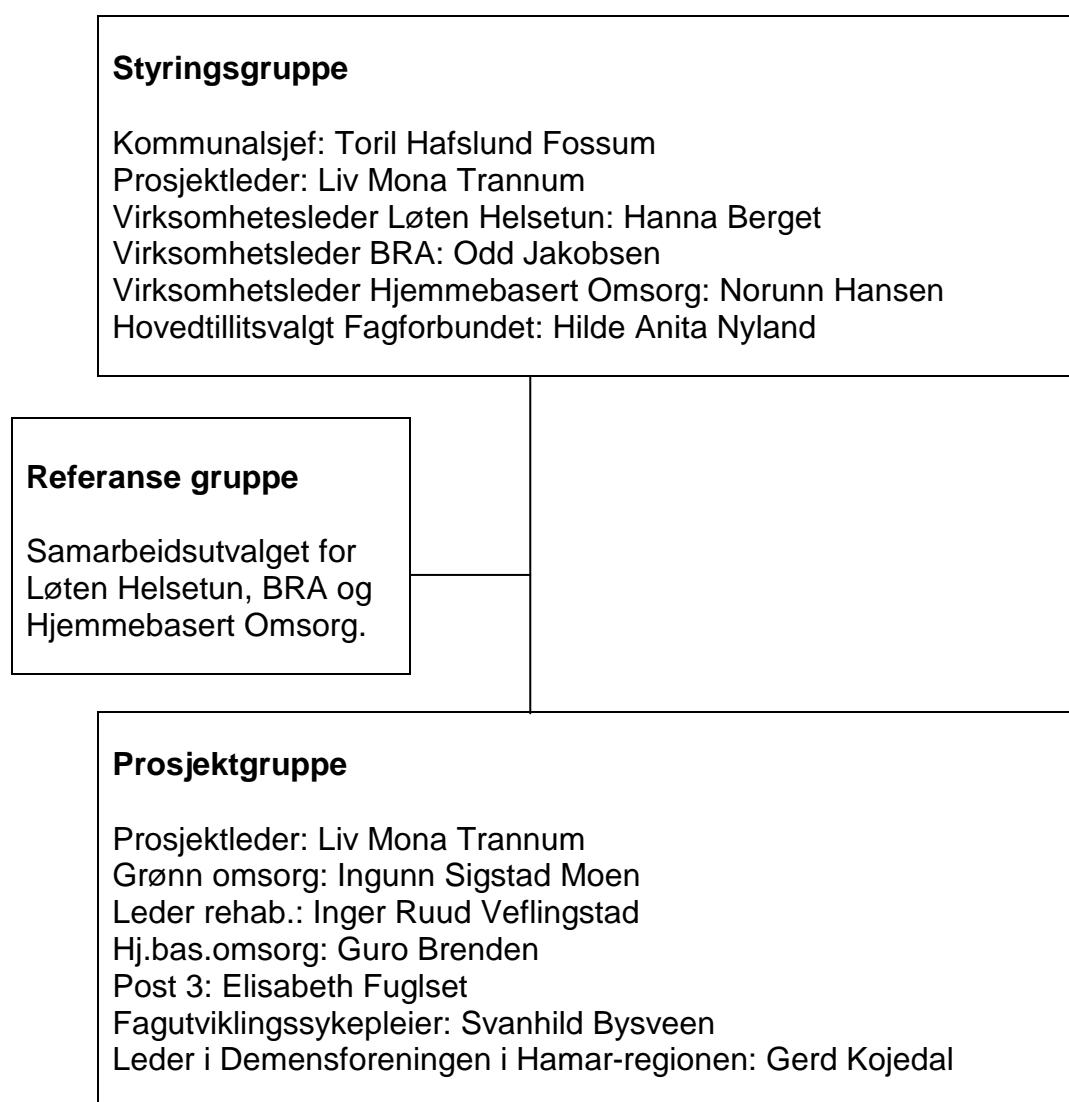 Styringsgruppe
Kommunalsjef: Toril Hafslund Fossum
Prosjektleder: Liv Mona Trannum
Virksomhetesleder Løten Helsetun: Hanna Berget
Virksomhetsleder BRA: Odd Jakobsen
Virksomhetsleder Hjemmebasert Omsorg: Norunn Hansen
Hovedtillitsvalgt Fagforbundet: Hilde Anita Nyland
Referanse gruppe
Samarbeidsutvalget for
Løten Helsetun, BRA og
Hjemmebasert Omsorg.
Prosjektgruppe
Prosjektleder: Liv Mona Trannum
Grønn omsorg: Ingunn Sigstad Moen
Leder rehab.: Inger Ruud Veflingstad
Hj.bas.omsorg: Guro Brenden
Post 3: Elisabeth Fuglset
Fagutviklingssykepleier: Svanhild Bysveen
Leder i Demensforeningen i Hamar-regionen: Gerd Kojedal